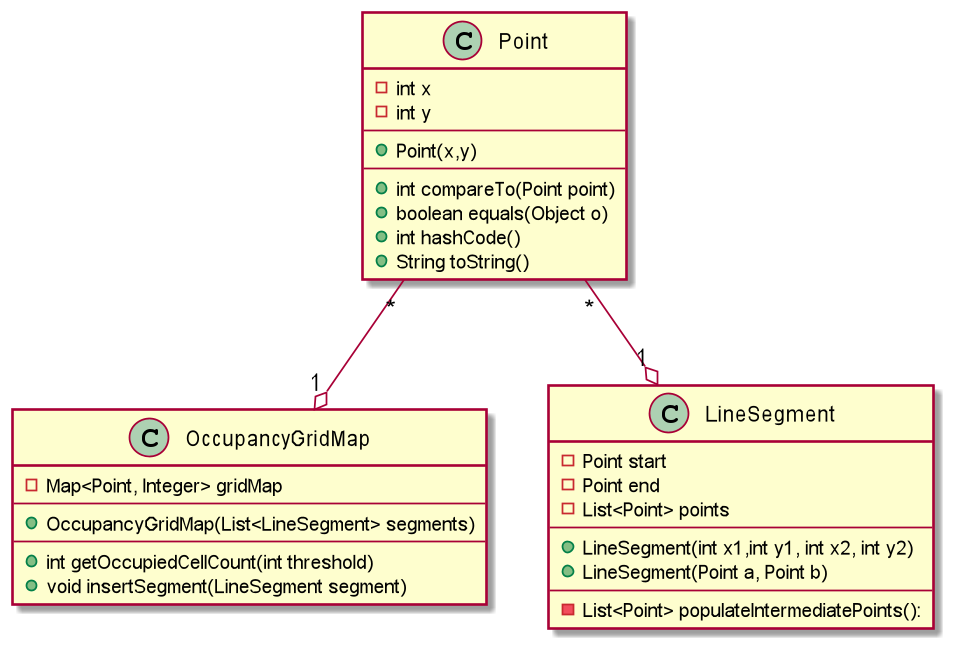 C Point
int x
int y
Point(x,y)
int compareTo(Point point)
boolean equals(Object o)
int hashCode()
String toString()
* *
1 1
C OccupancyGridMap
Map<Point, Integer> gridMap
OccupancyGridMap(List<LineSegment> segments)
int getOccupiedCellCount(int threshold)
void insertSegment(LineSegment segment)
C LineSegment
Point start
Point end
List<Point> points
LineSegment(int x1,int y1, int x2, int y2)
LineSegment(Point a, Point b)
List<Point> populateIntermediatePoints():